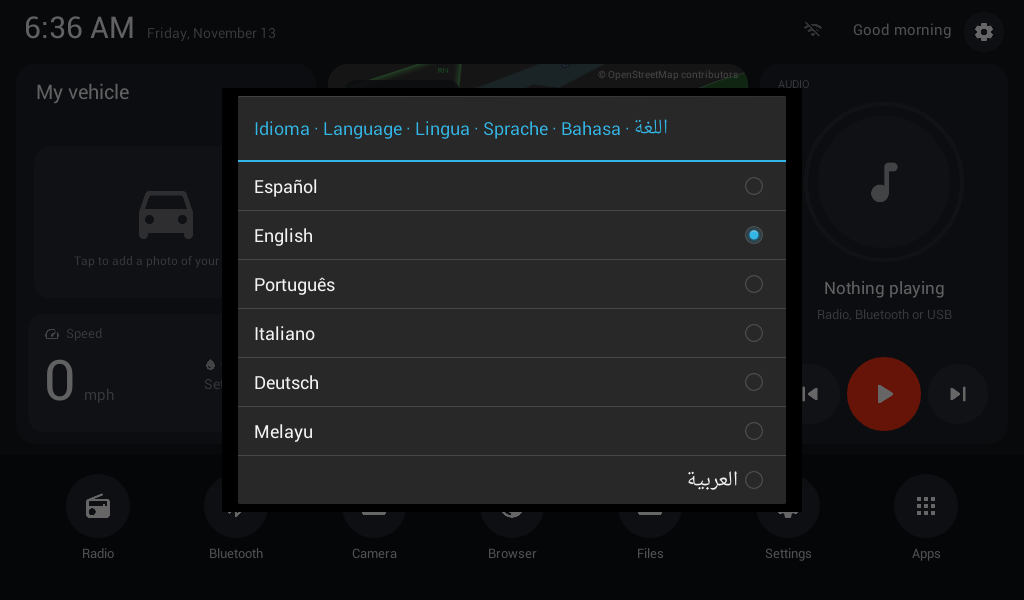 6:36 AM
Friday, November 13
Good morning
My vehicle
© OpenStreetMap contributors
AUDIO
Idioma · Language · Lingua · Sprache · Bahasa · اللغة
Español
English
Português
Italiano
Deutsch
Melayu
العربية
Tap to add a photo of your
Speed
0 mph
Nothing playing
Radio, Bluetooth or USB
Radio
Bluetooth
Camera
Browser
Files
Settings
Apps